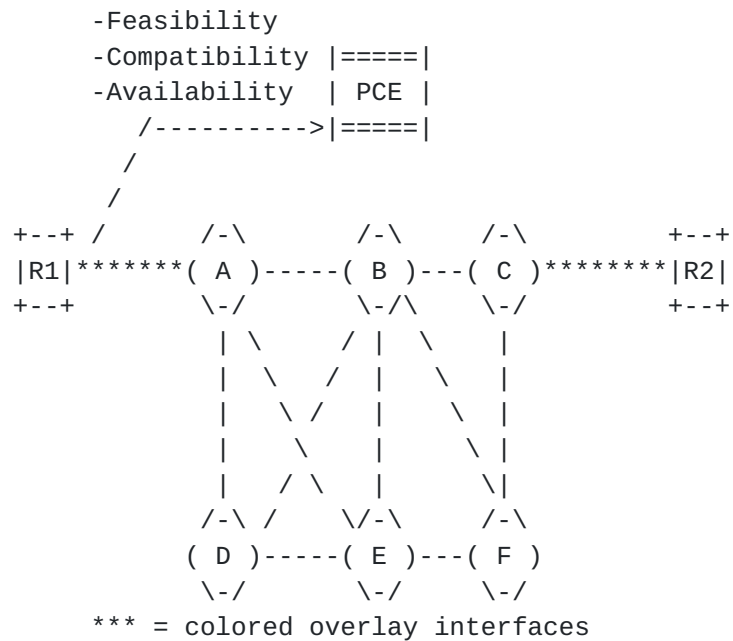 -Feasibility
-Compatibility |=====|
-Availability  | PCE |
   /---------->|=====|
  /
 /
+--+ /      /-\       /-\     /-\         +--+
|R1|*******( A )-----( B )---( C )********|R2|
+--+        \-/       \-/\    \-/         +--+
             | \     / |  \    |
             |  \   /  |   \   |
             |   \ /   |    \  |
             |    \    |     \ |
             |   / \   |      \|
            /-\ /     \/-\     /-\
           ( D )-----( E )---( F )
            \-/       \-/     \-/
*** = colored overlay interfaces